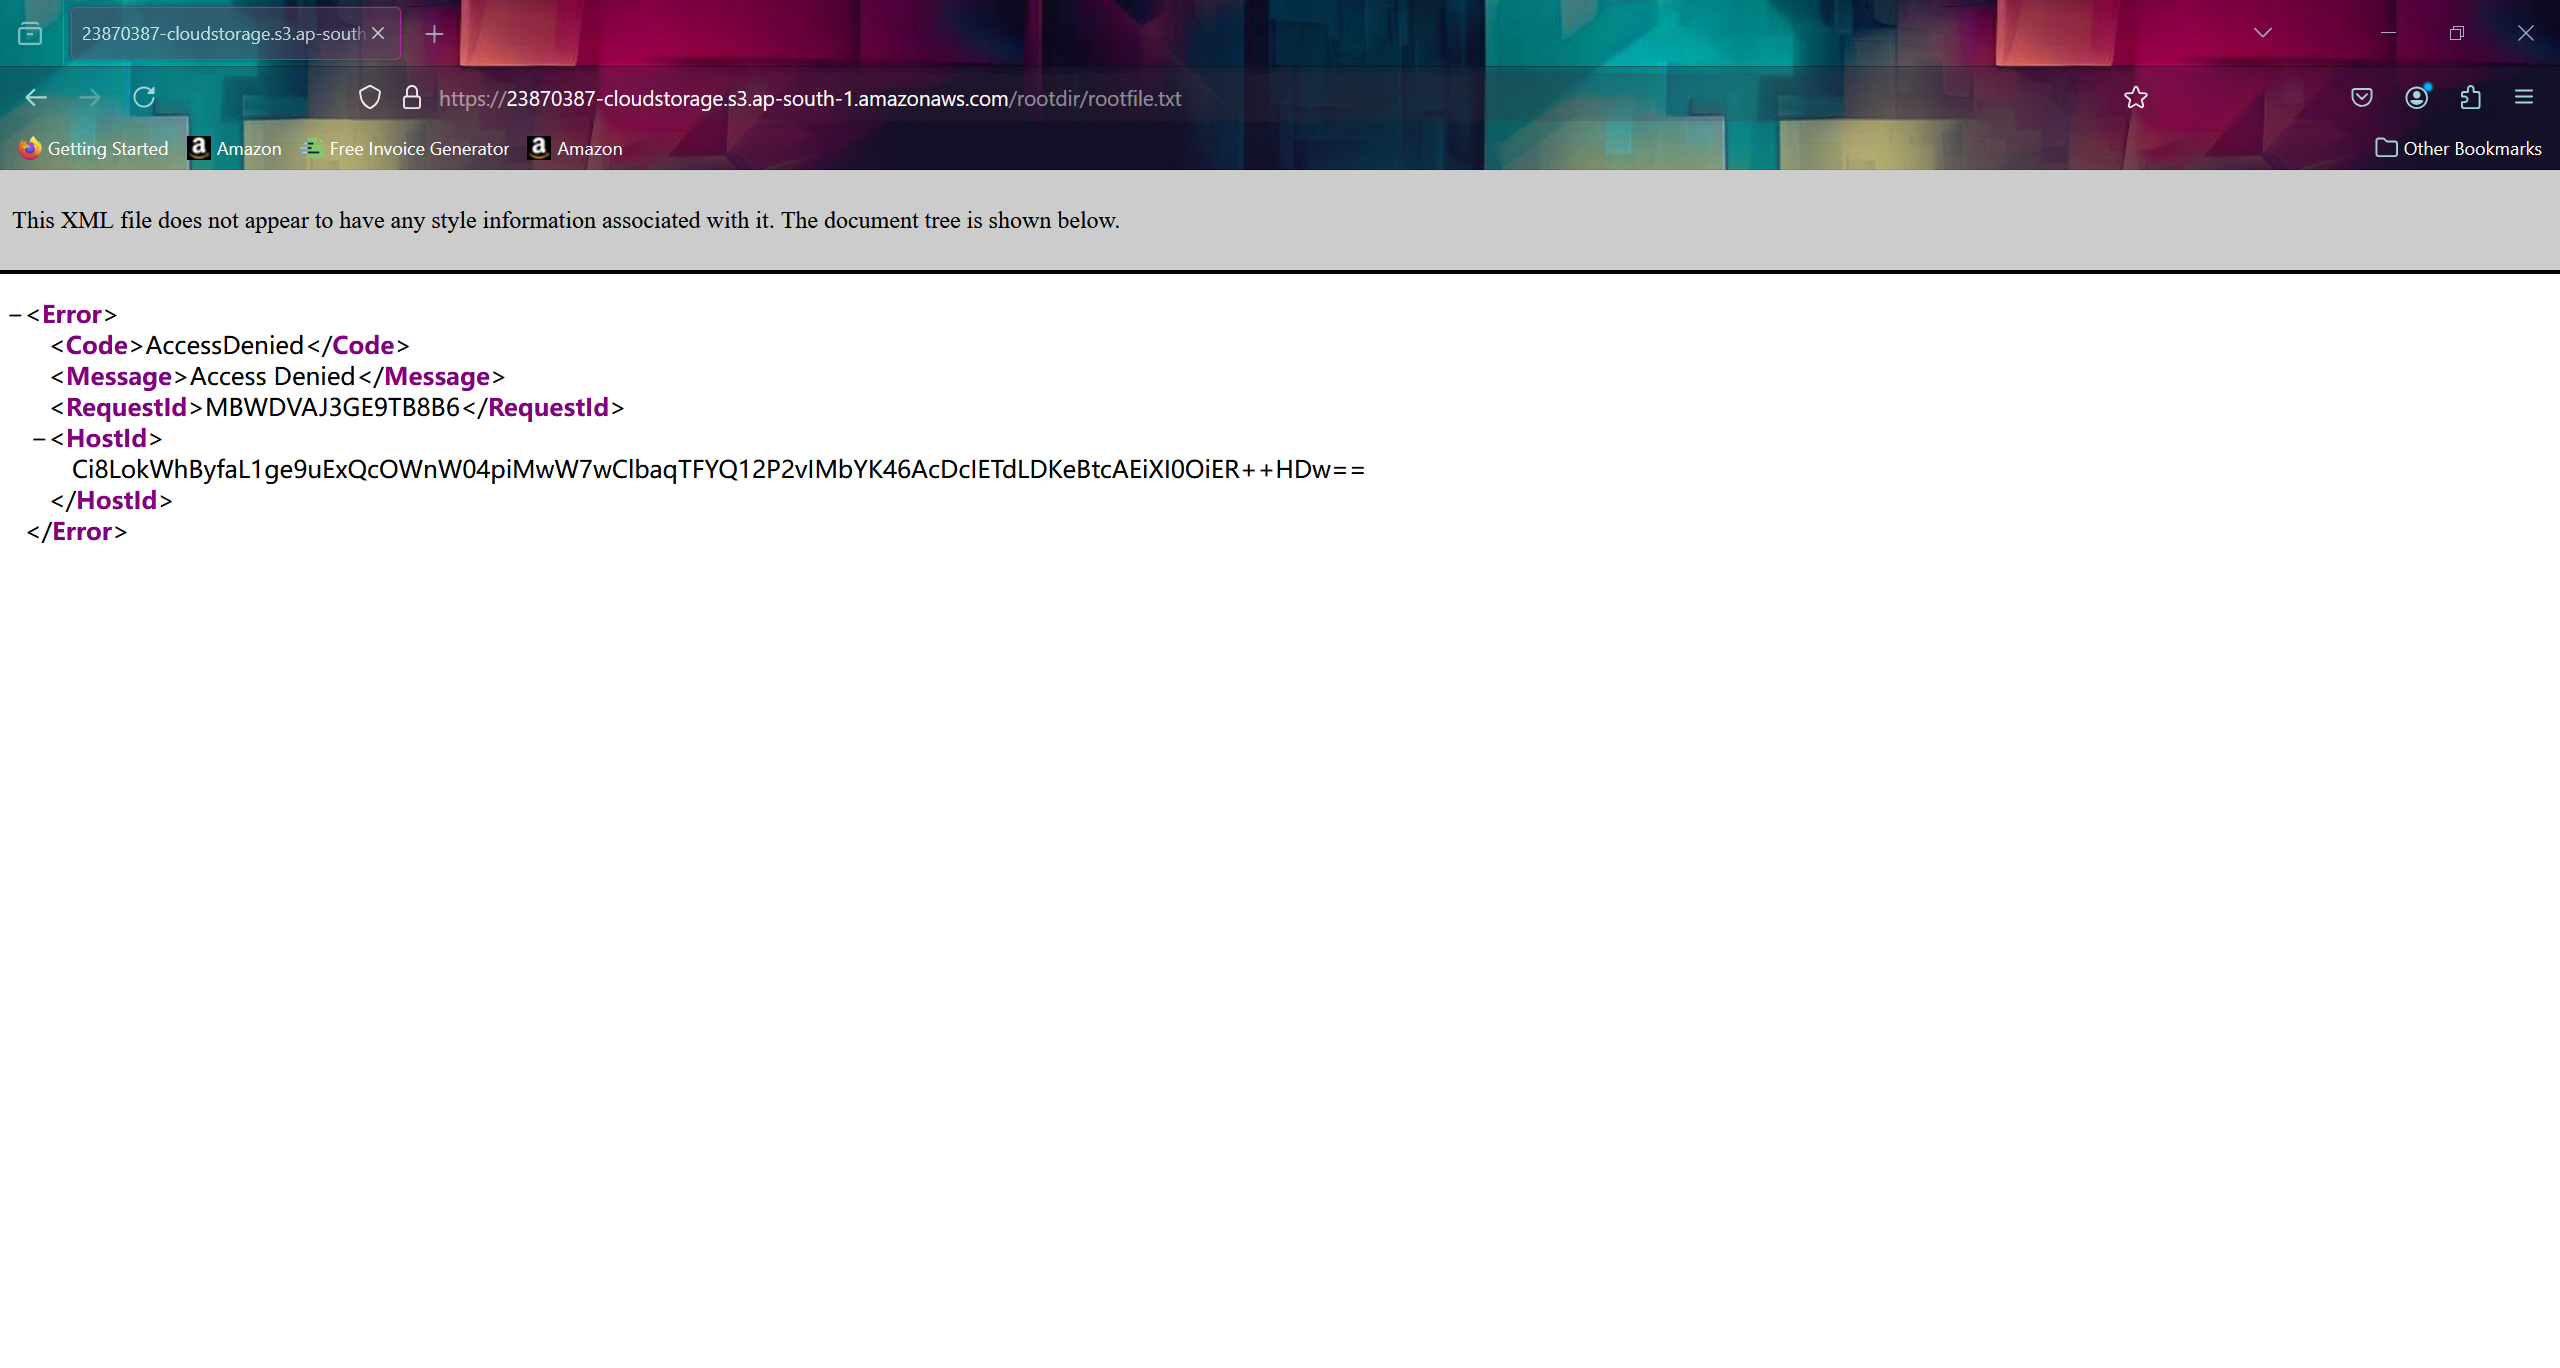 23870387-cloudstorage.s3.ap-south
https://23870387-cloudstorage.s3.ap-south-1.amazonaws.com/rootdir/rootfile.txt
Getting Started Amazon Free Invoice Generator Amazon Other Bookmarks
This XML file does not appear to have any style information associated with it. The document tree is shown below.
–<Error>
<Code>AccessDenied</Code>
<Message>Access Denied</Message>
<RequestId>MBWDVAJ3GE9TB8B6</RequestId>
–<HostId>
Ci8LokWhByfaL1ge9uExQcOWnW04piMwW7wClbaqTFYQ12P2vIMbYK46AcDcIETdLDKeBtcAEiXI0OiER++HDw==
</HostId>
</Error>